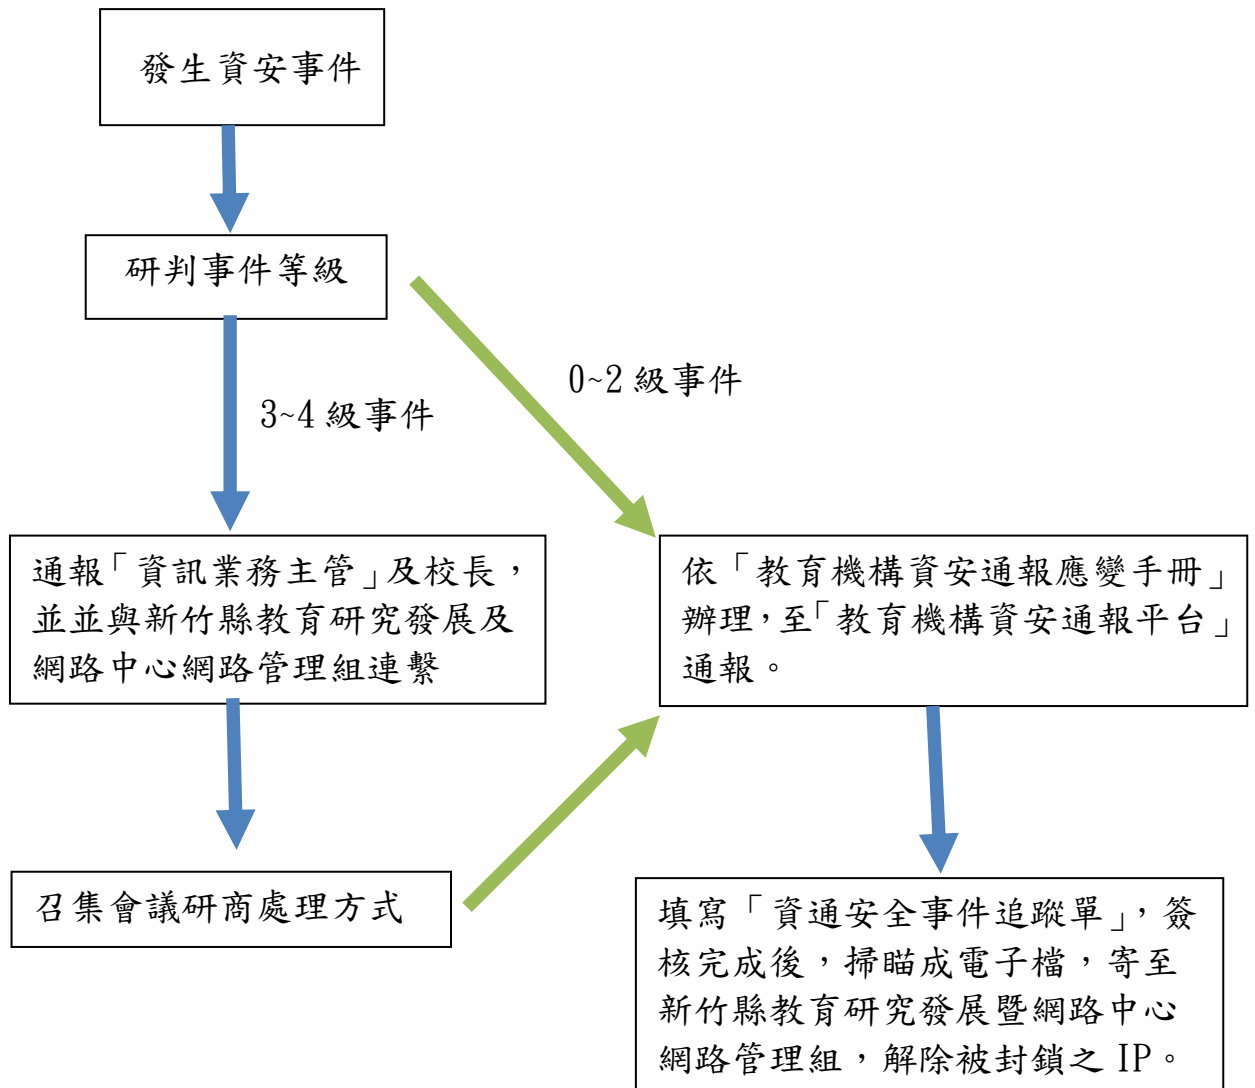 發生資安事件
研判事件等級
0~2 級事件
3~4 級事件
通報「資訊業務主管」及校長，
並並與新竹縣教育研究發展及
網路中心網路管理組連繫
依「教育機構資安通報應變手冊」
辦理，至「教育機構資安通報平台」
通報。
召集會議研商處理方式
填寫「資通安全事件追蹤單」，簽
核完成後，掃瞄成電子檔，寄至
新竹縣教育研究發展暨網路中心
網路管理組，解除被封鎖之 IP。